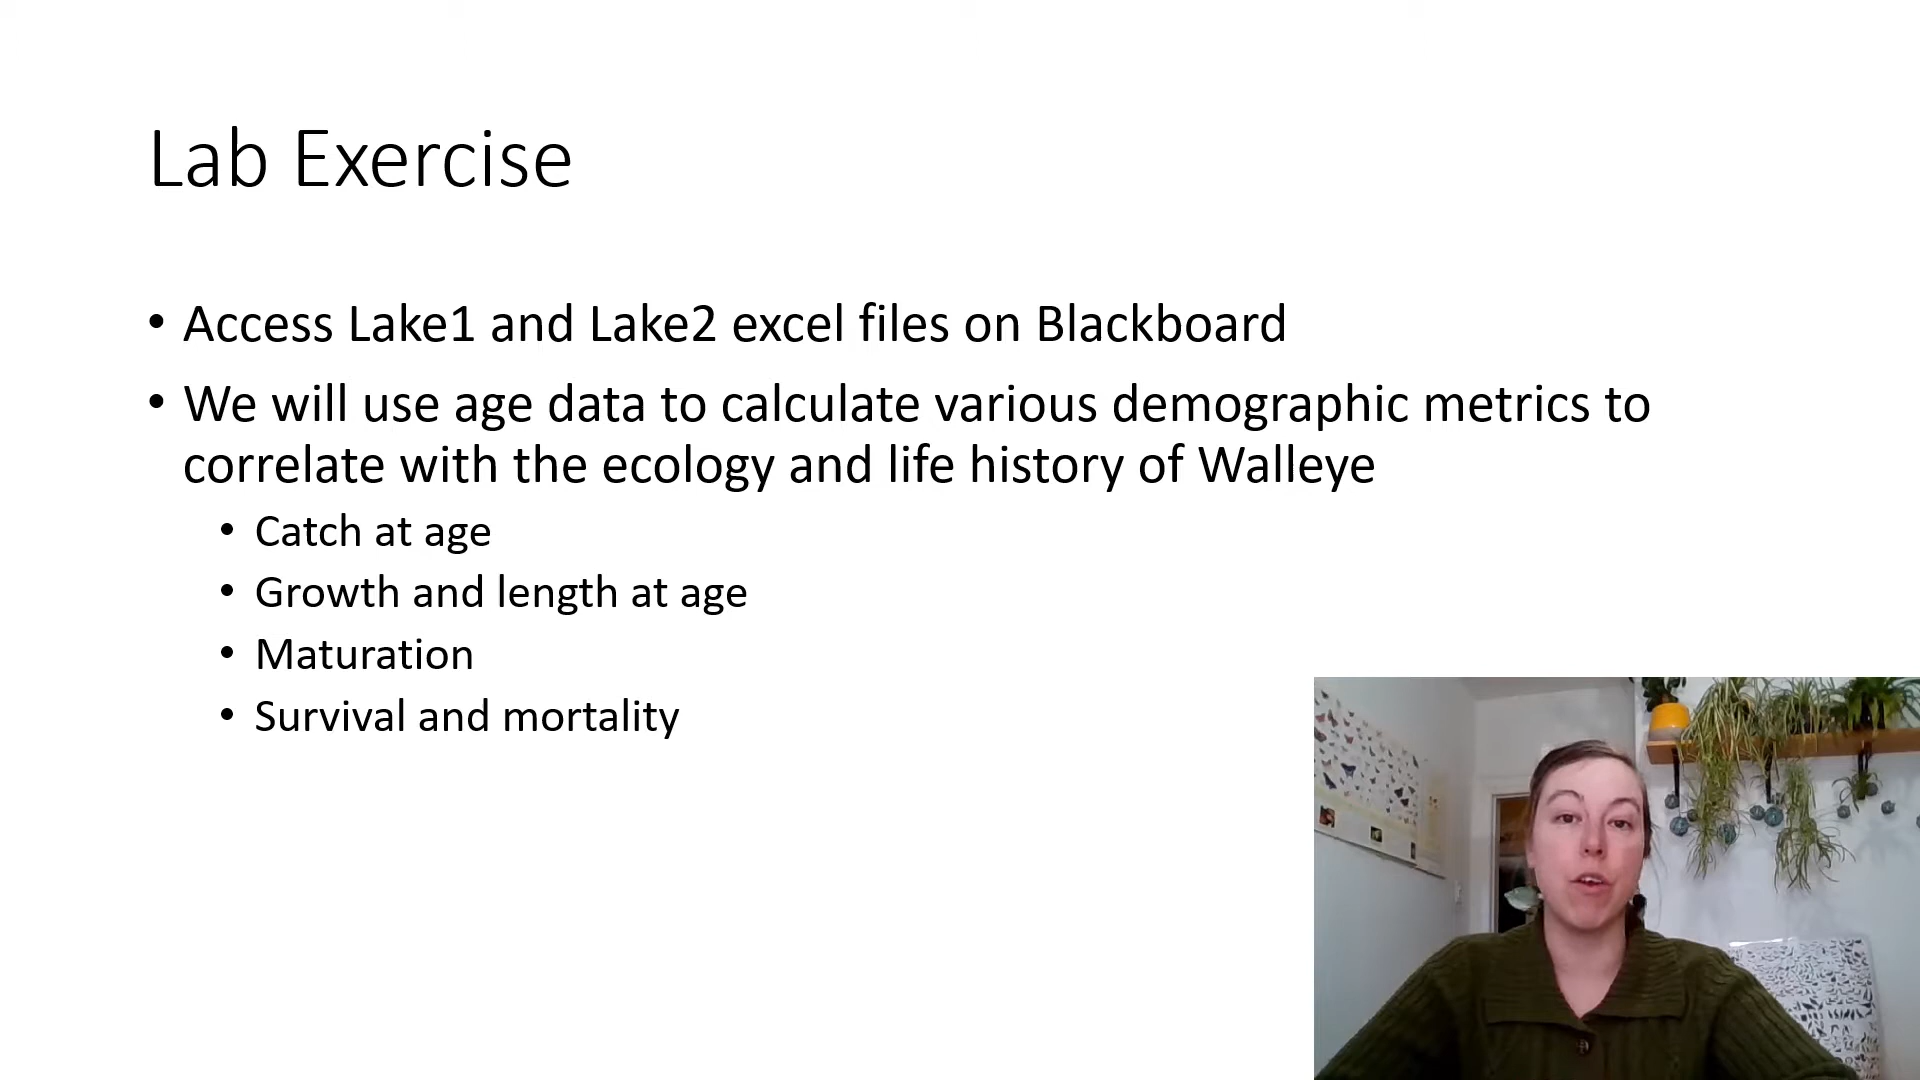 Lab Exercise
• Access Lake1 and Lake2 excel files on Blackboard
• We will use age data to calculate various demographic metrics to
correlate with the ecology and life history of Walleye
• Catch at age
• Growth and length at age
• Maturation
• Survival and mortality